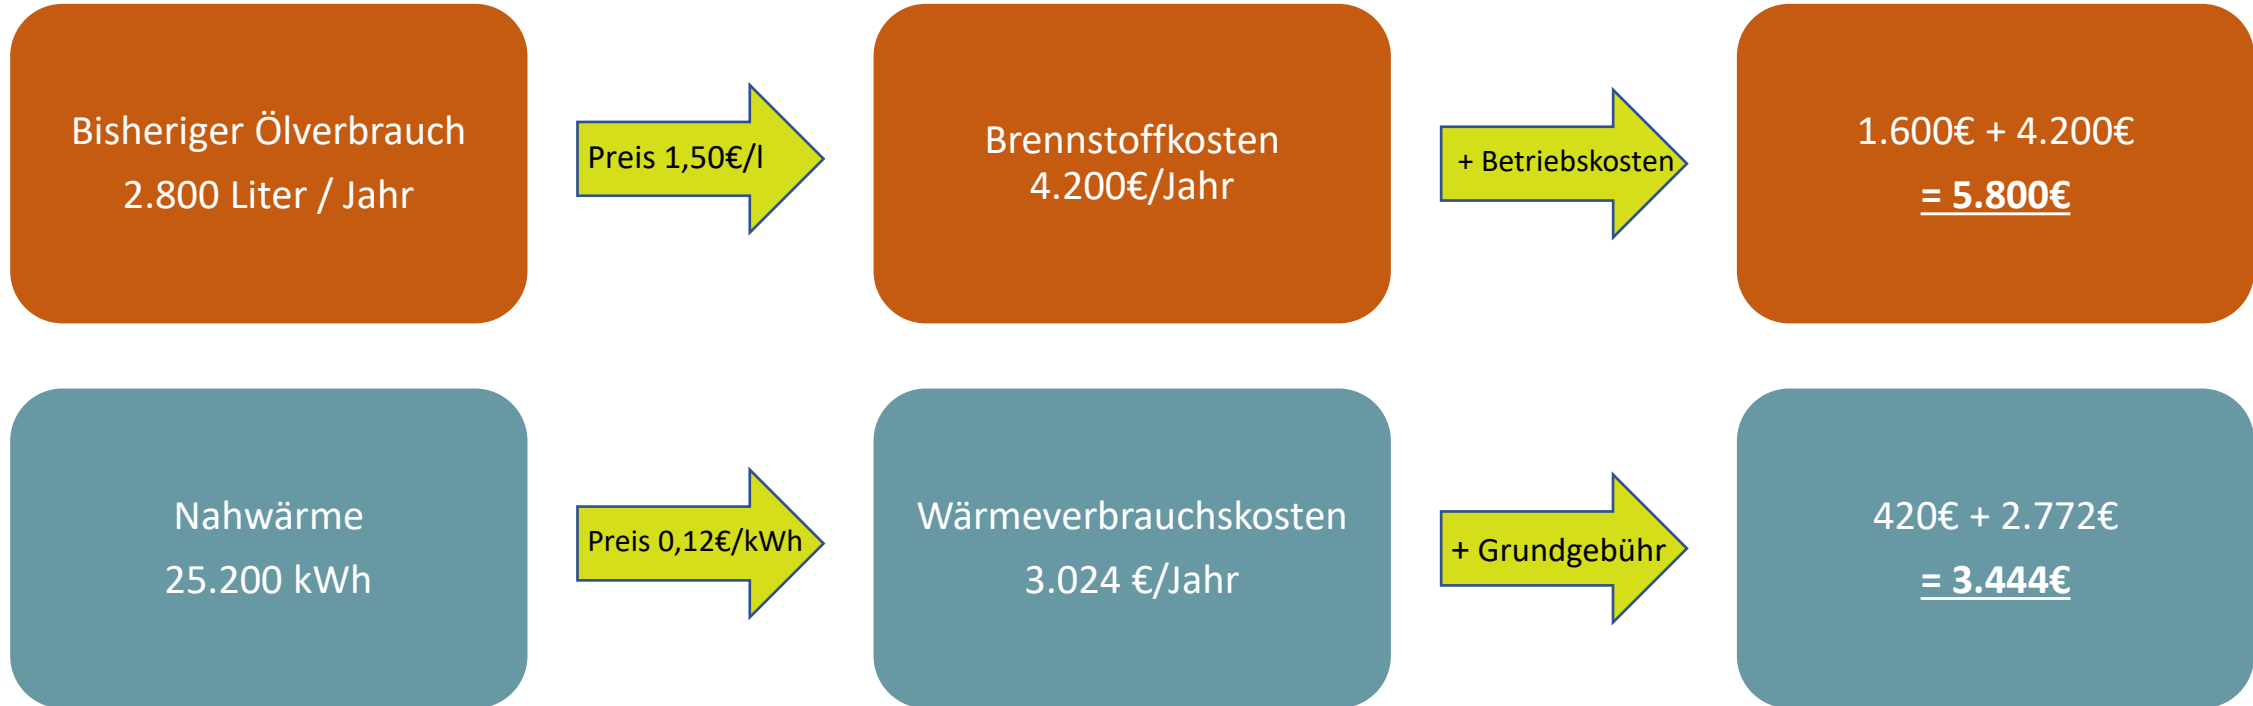 Bisheriger Ölverbrauch
2.800 Liter / Jahr
Preis 1,50€/l
Brennstoffkosten
4.200€/Jahr
+ Betriebskosten
1.600€ + 4.200€
= 5.800€
Nahwärme
25.200 kWh
Preis 0,12€/kWh
Wärmeverbrauchskosten
3.024 €/Jahr
+ Grundgebühr
420€ + 2.772€
= 3.444€